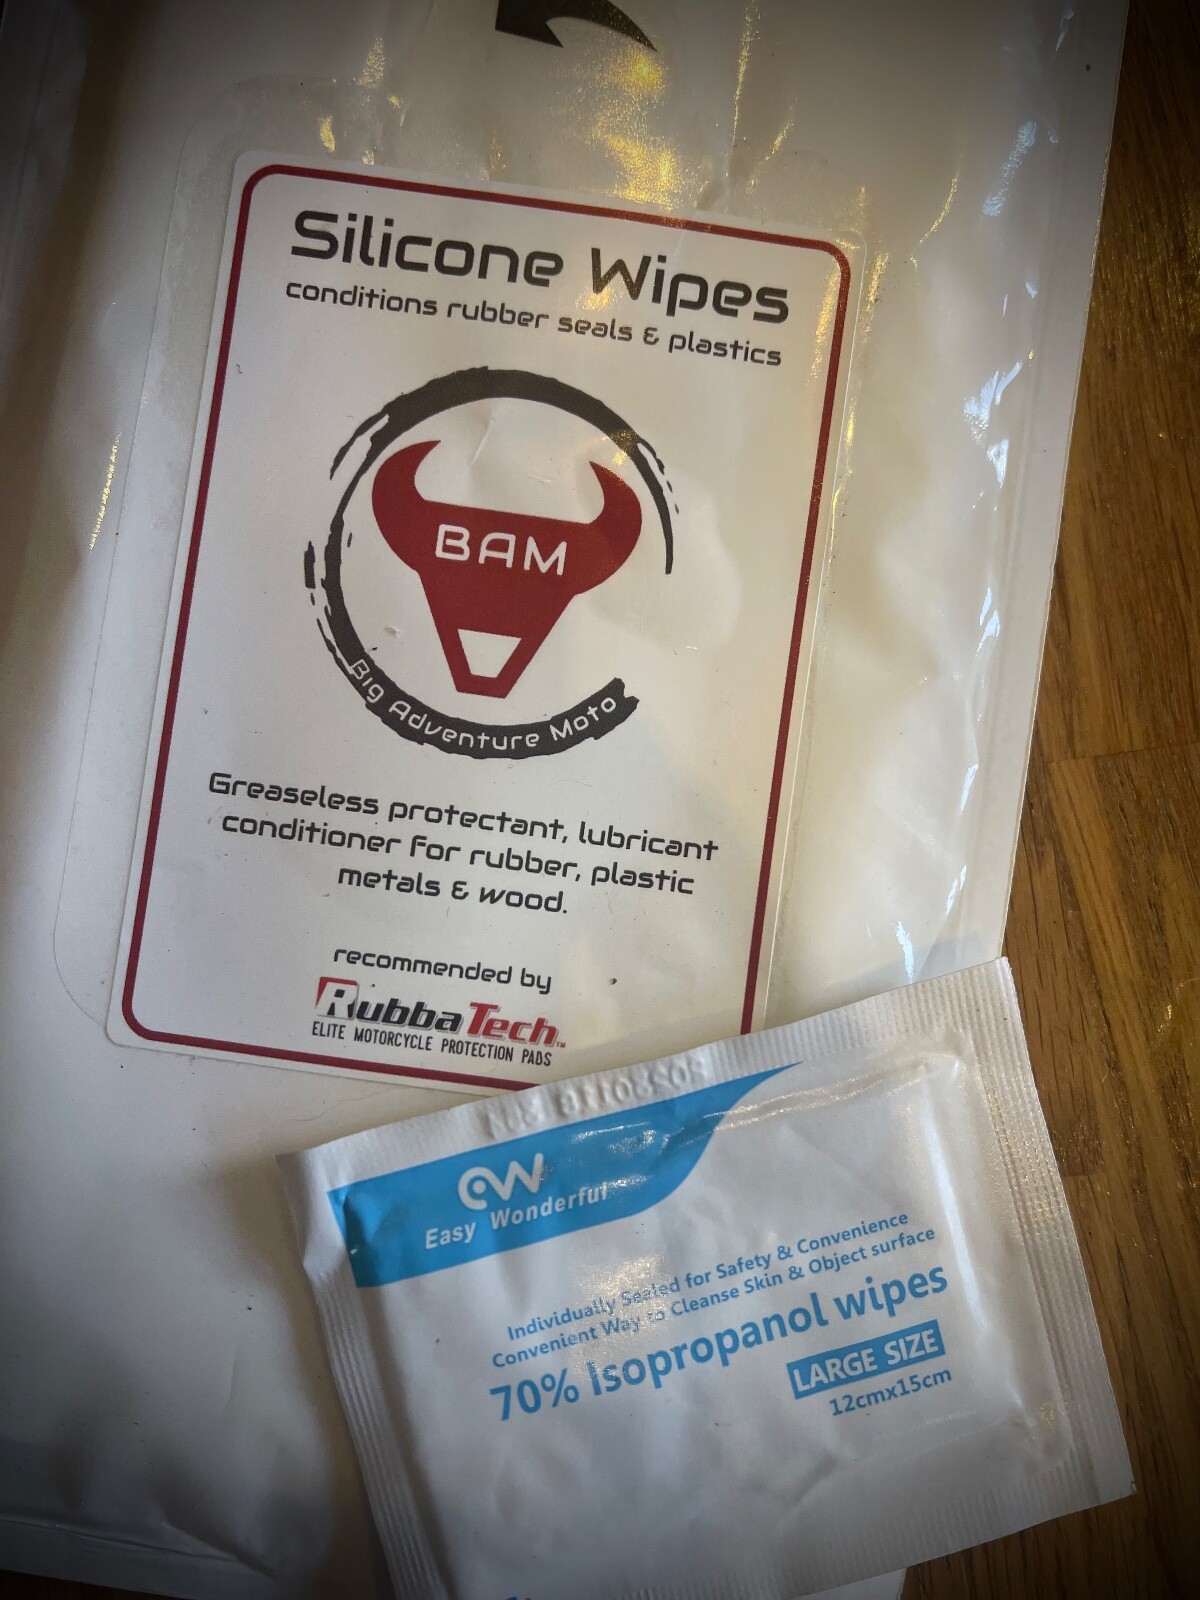 Silicone Wipes
conditions rubber seals & plastics
BAM
Big Adventure Moto
Greaseless protectant, lubricant
conditioner for rubber, plastic
metals & wood.
recommended by
RubbaTech™
ELITE MOTORCYCLE PROTECTION PADS
ew
Easy Wonderful
Individually Sealed for Safety & Convenience
Convenient Way to Cleanse Skin & Object surface
70% Isopropanol wipes
LARGE SIZE
12cmx15cm